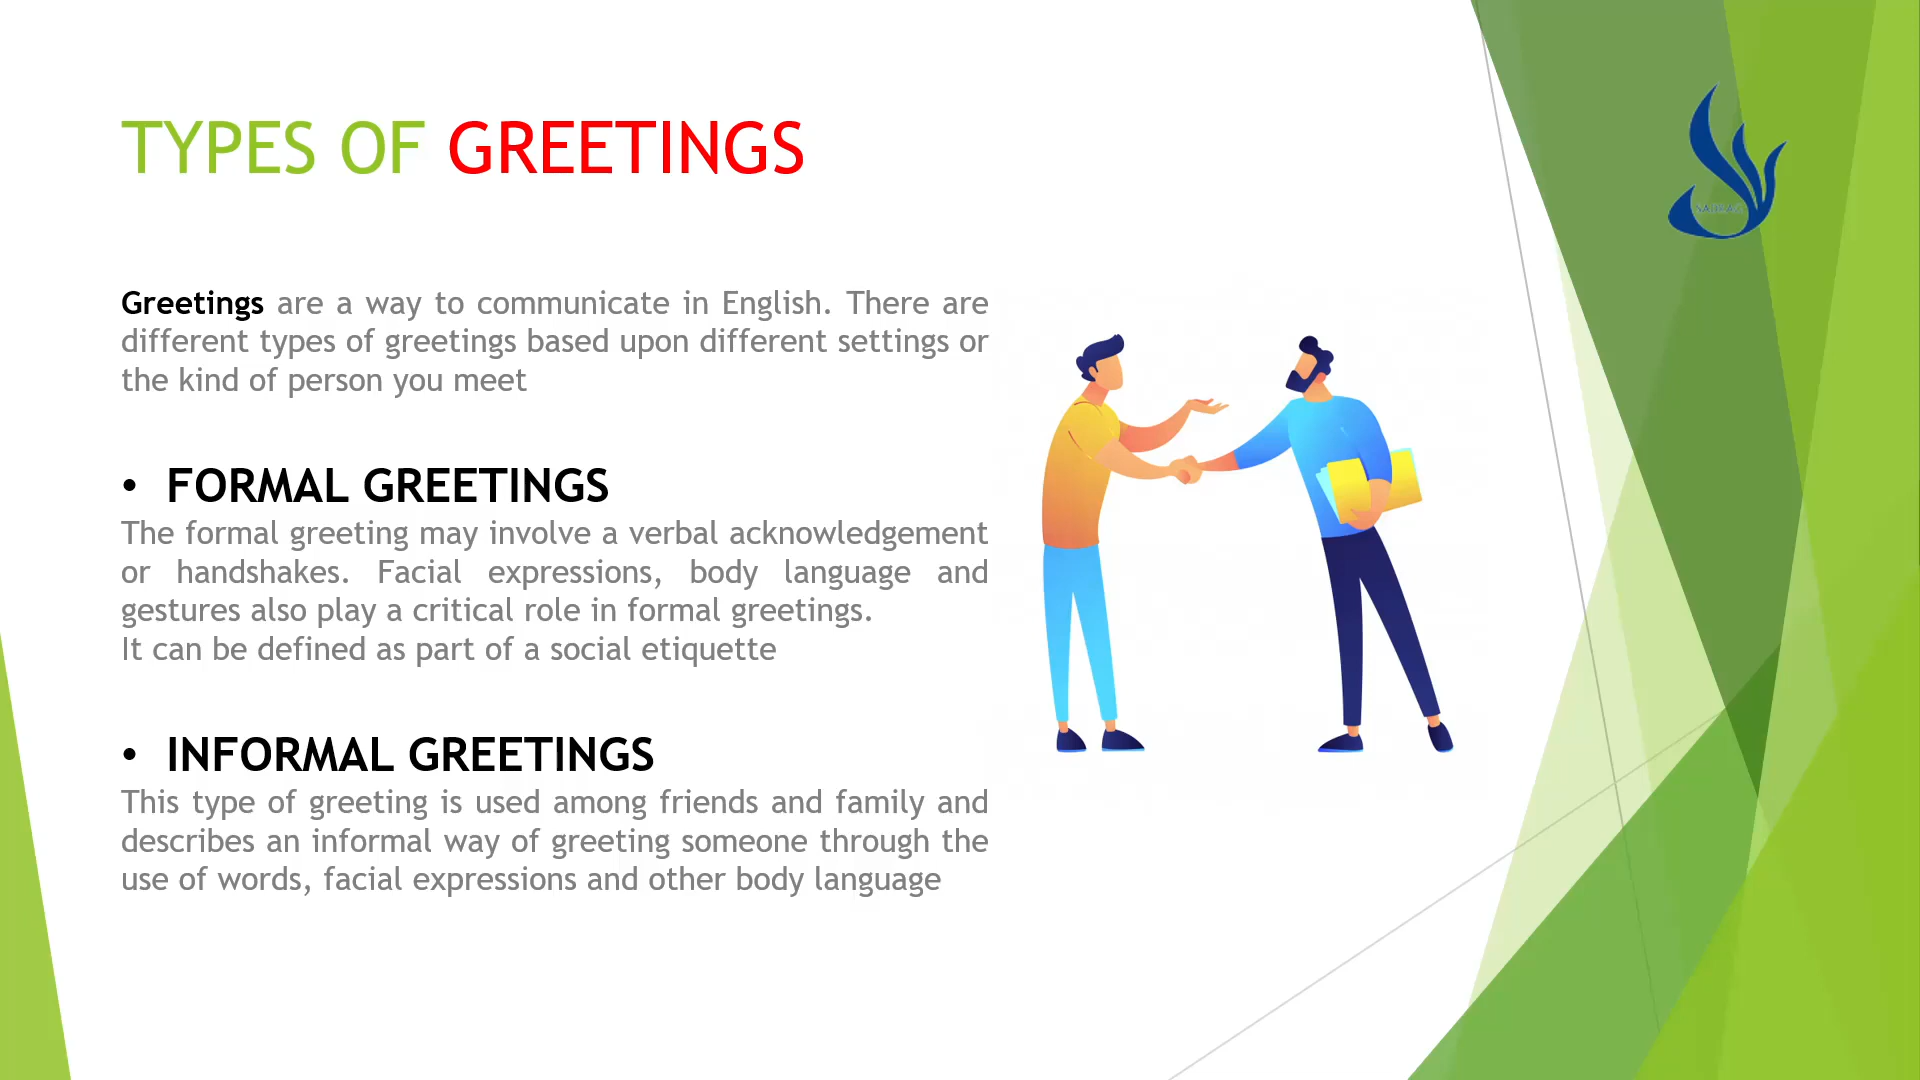 TYPES OF GREETINGS
Greetings are a way to communicate in English. There are
different types of greetings based upon different settings or
the kind of person you meet
• FORMAL GREETINGS
The formal greeting may involve a verbal acknowledgement
or handshakes. Facial expressions, body language and
gestures also play a critical role in formal greetings.
It can be defined as part of a social etiquette
• INFORMAL GREETINGS
This type of greeting is used among friends and family and
describes an informal way of greeting someone through the
use of words, facial expressions and other body language